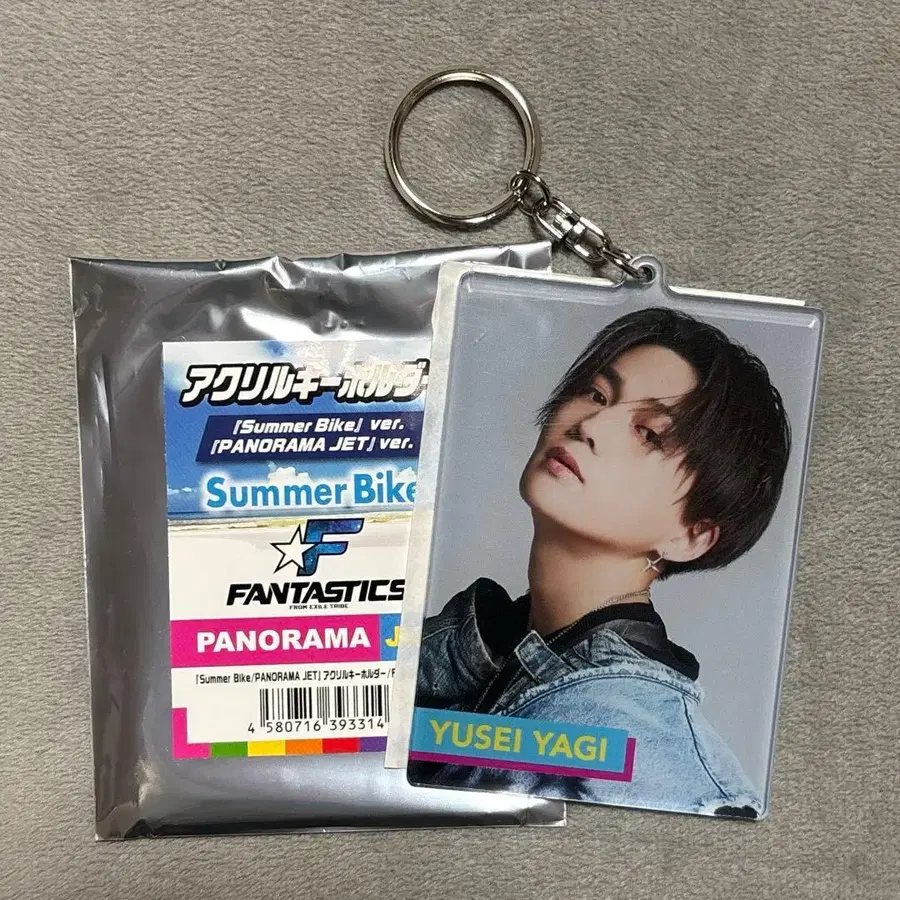 アクリルキーホルダー
「Summer Bike」 ver.
「PANORAMA JET」 ver.
Summer Bike
F
FANTASTICS
FROM EXILE TRIBE
PANORAMA J
「Summer Bike/PANORAMA JET」アクリルキーホルダー/F
4 580716 393314
YUSEI YAGI